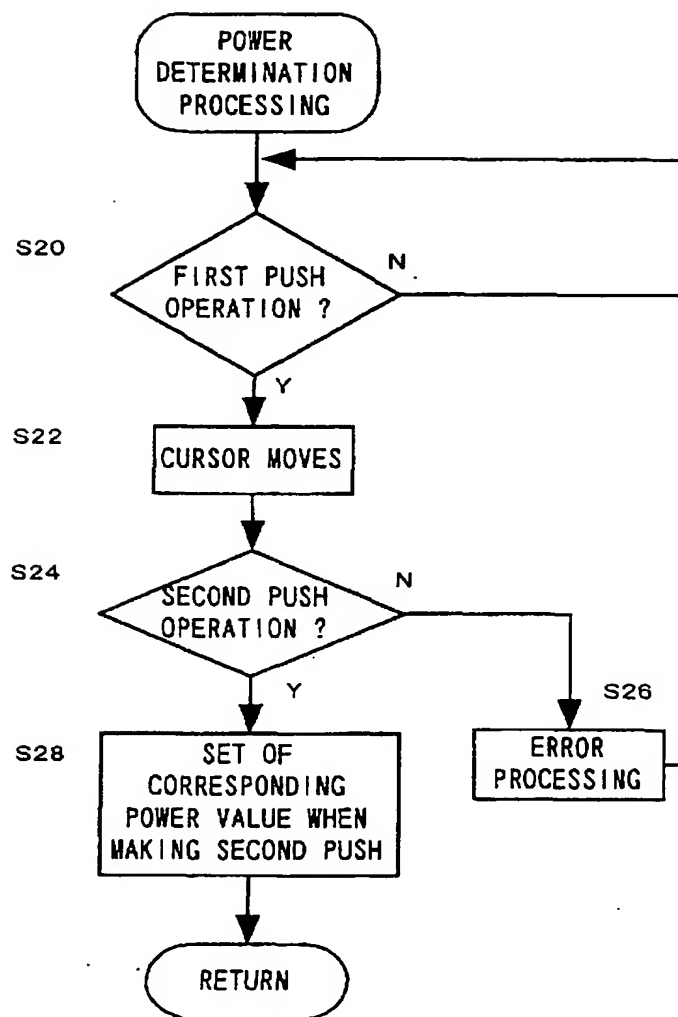 POWER
DETERMINATION
PROCESSING
S20
FIRST PUSH
OPERATION ?
N
Y
S22
CURSOR MOVES
S24
SECOND PUSH
OPERATION ?
N
Y
S26
ERROR
PROCESSING
S28
SET OF
CORRESPONDING
POWER VALUE WHEN
MAKING SECOND PUSH
RETURN